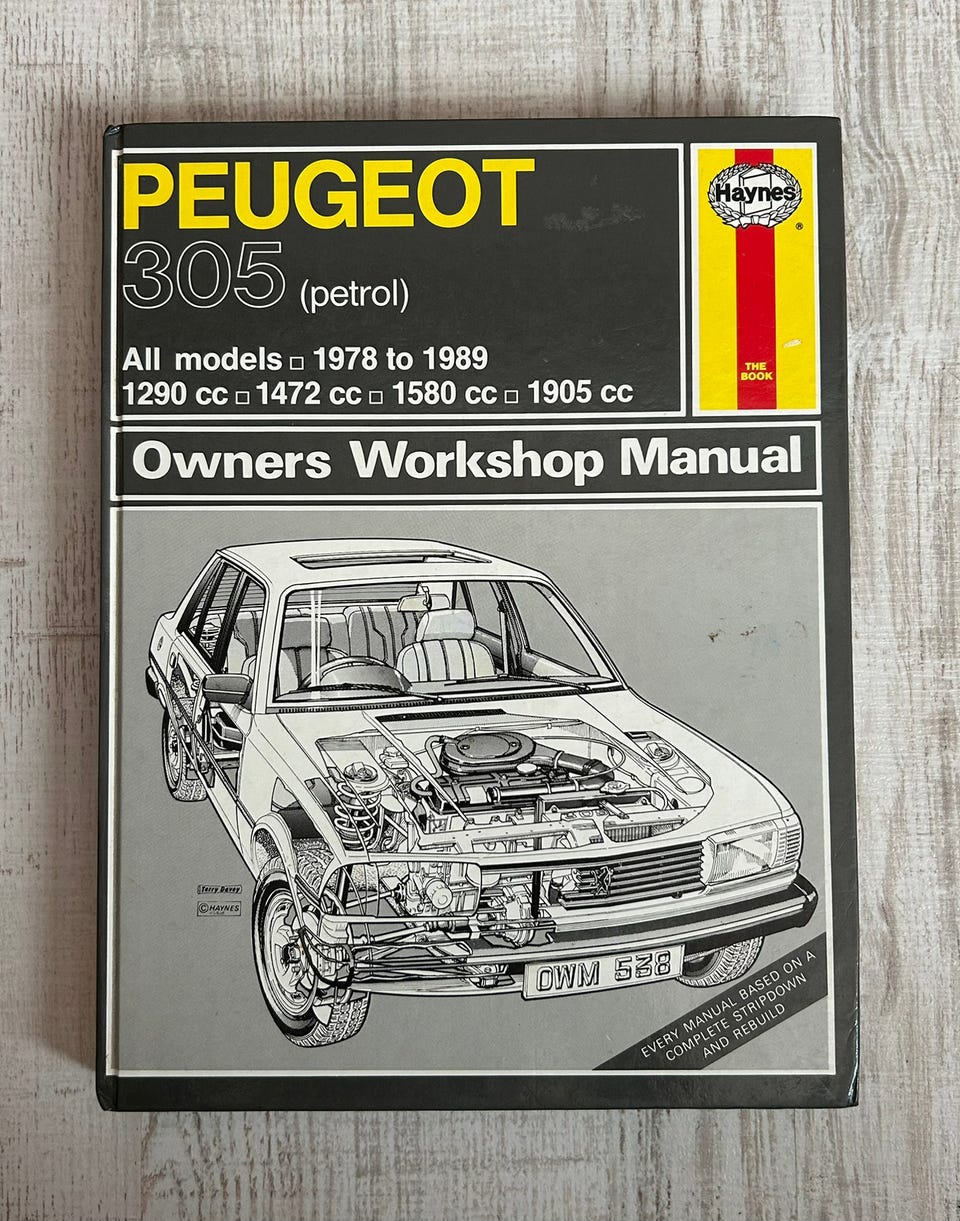 PEUGEOT
305 (petrol)
All models □ 1978 to 1989
1290 cc □ 1472 cc □ 1580 cc □ 1905 cc
Haynes
®
THE
BOOK
Owners Workshop Manual
Terry Davey
© HAYNES
OWM 538
EVERY MANUAL BASED ON A
COMPLETE STRIPDOWN
AND REBUILD